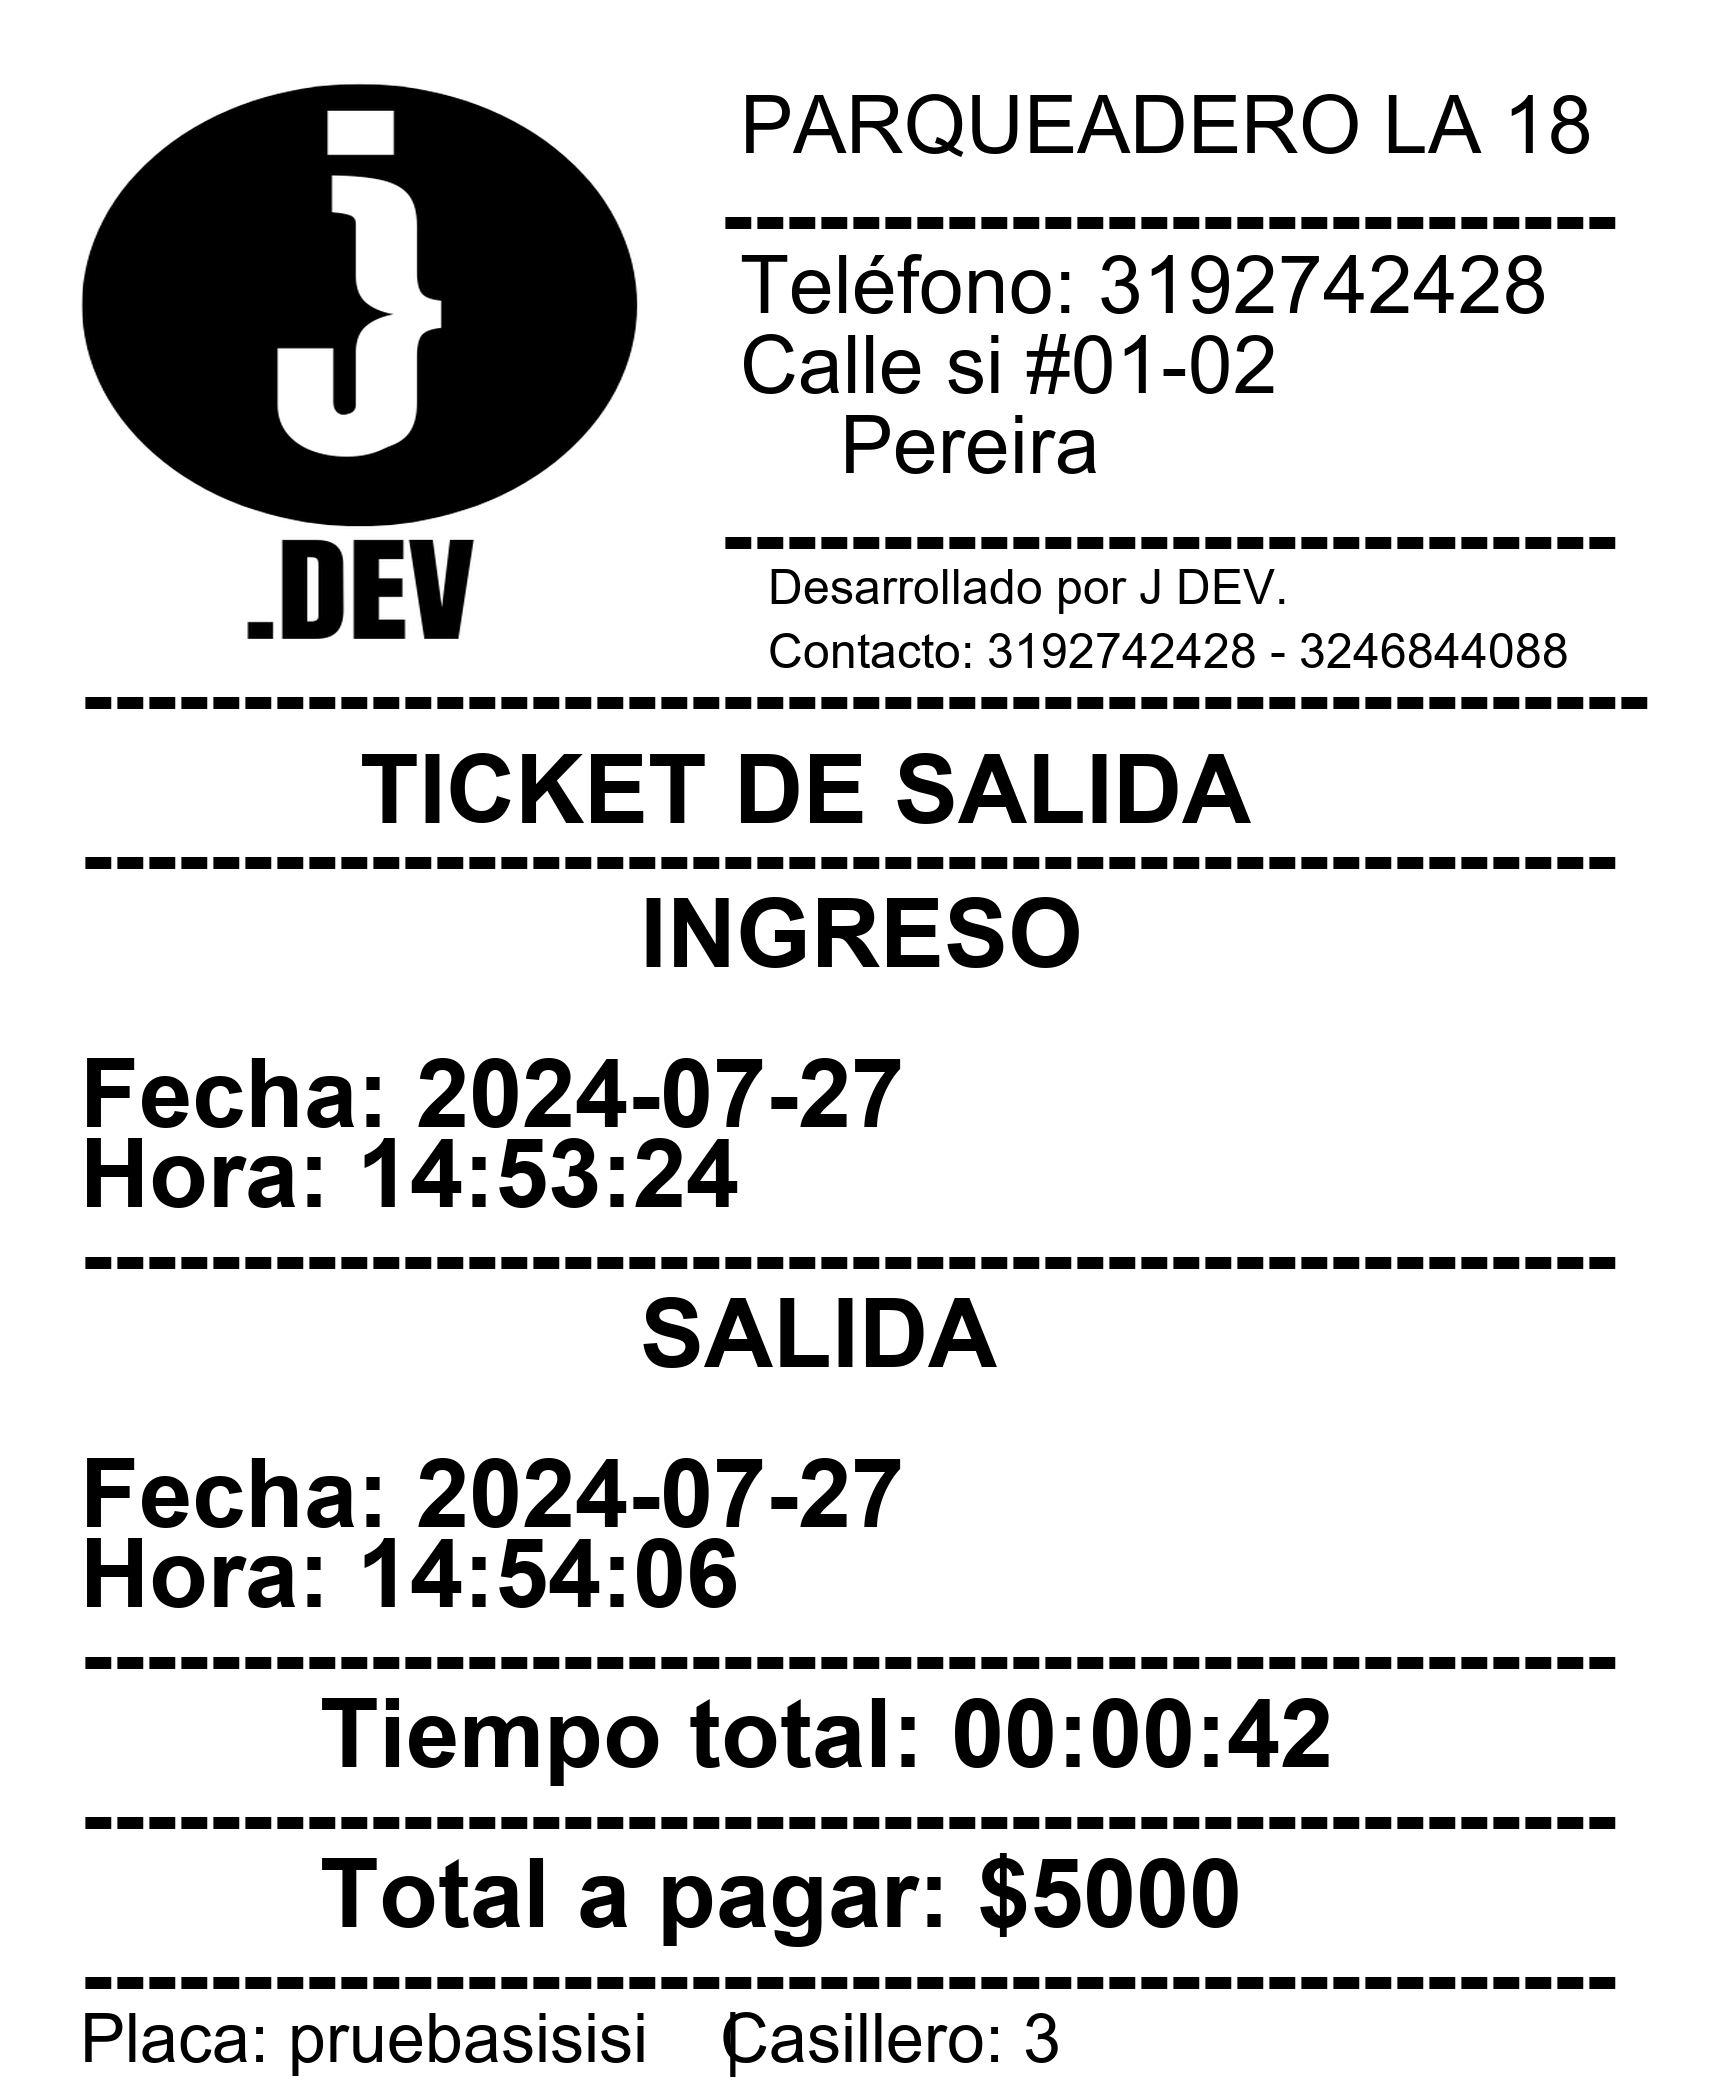 j
.DEV
PARQUEADERO LA 18
----------------------------
Teléfono: 3192742428
Calle si #01-02
Pereira
----------------------------
Desarrollado por J DEV.
Contacto: 3192742428 - 3246844088
-------------------------------------------------
TICKET DE SALIDA
------------------------------------------------
INGRESO
Fecha: 2024-07-27
Hora: 14:53:24
------------------------------------------------
SALIDA
Fecha: 2024-07-27
Hora: 14:54:06
------------------------------------------------
Tiempo total: 00:00:42
------------------------------------------------
Total a pagar: $5000
------------------------------------------------
Placa: pruebasisisi | Casillero: 3